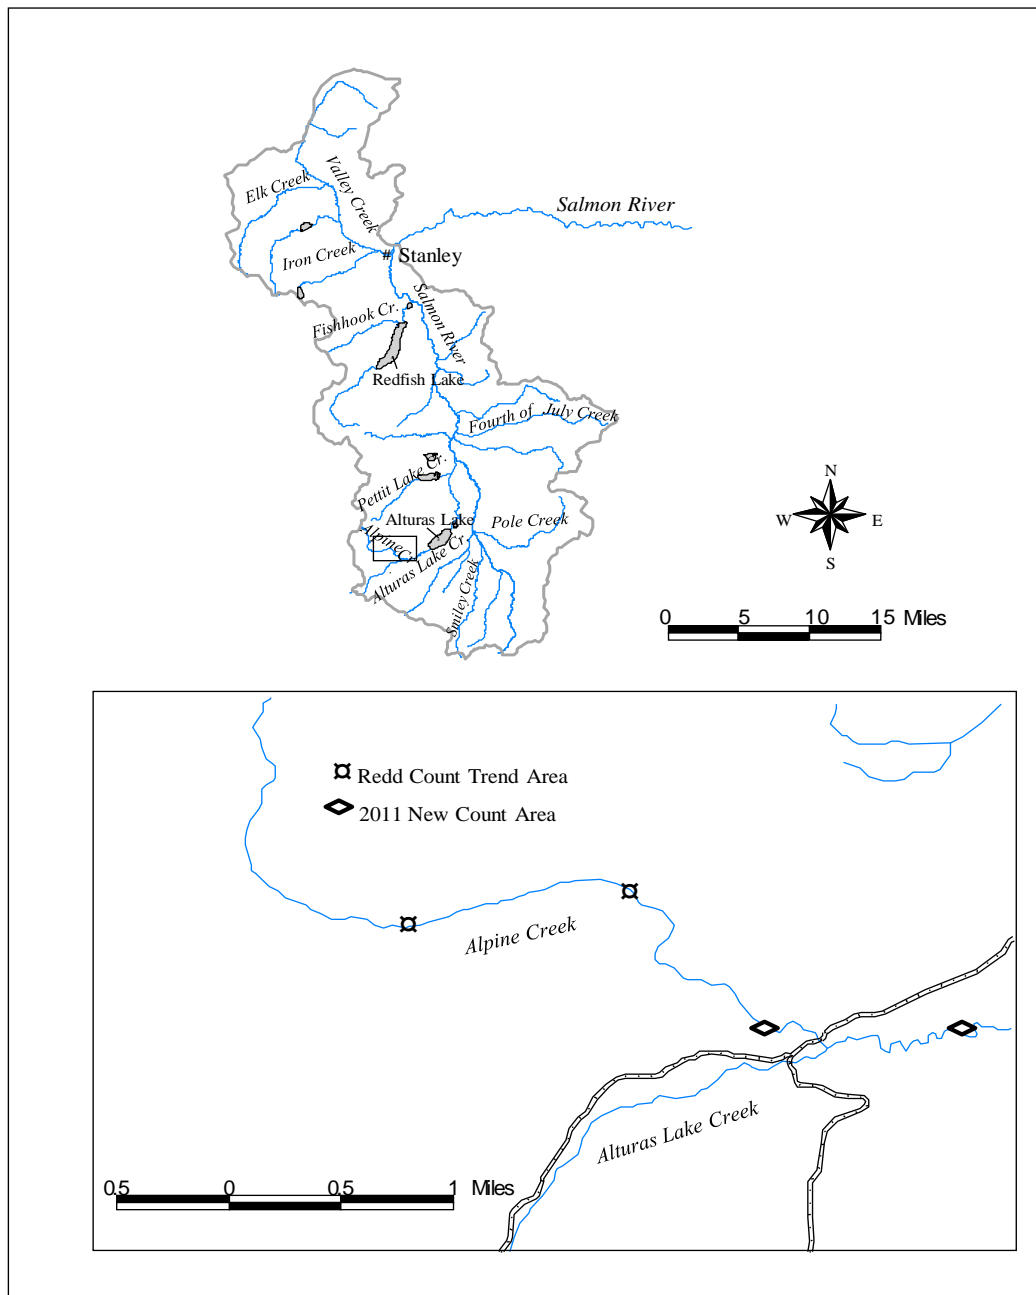 Elk Creek
Valley Creek
Salmon River
Iron Creek
# Stanley
Fishhook Cr.
Salmon River
Redfish Lake
Fourth of July Creek
Pettit Lake Cr.
Alturas Lake
Alpine Cr.
Pole Creek
Alturas Lake Cr.
Smiley Creek
N
W E
S
0 5 10 15 Miles
Redd Count Trend Area
2011 New Count Area
Alpine Creek
Alturas Lake Creek
0.5 0 0.5 1 Miles